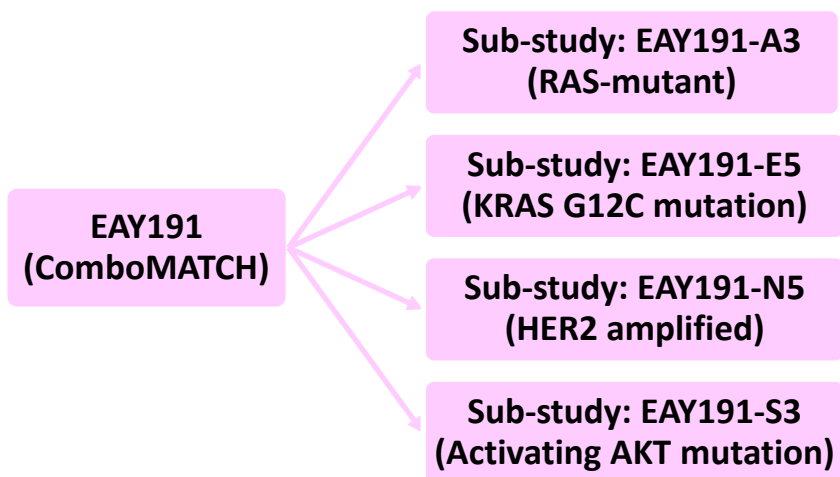 EAY191
(ComboMATCH)
Sub-study: EAY191-A3
(RAS-mutant)
Sub-study: EAY191-E5
(KRAS G12C mutation)
Sub-study: EAY191-N5
(HER2 amplified)
Sub-study: EAY191-S3
(Activating AKT mutation)